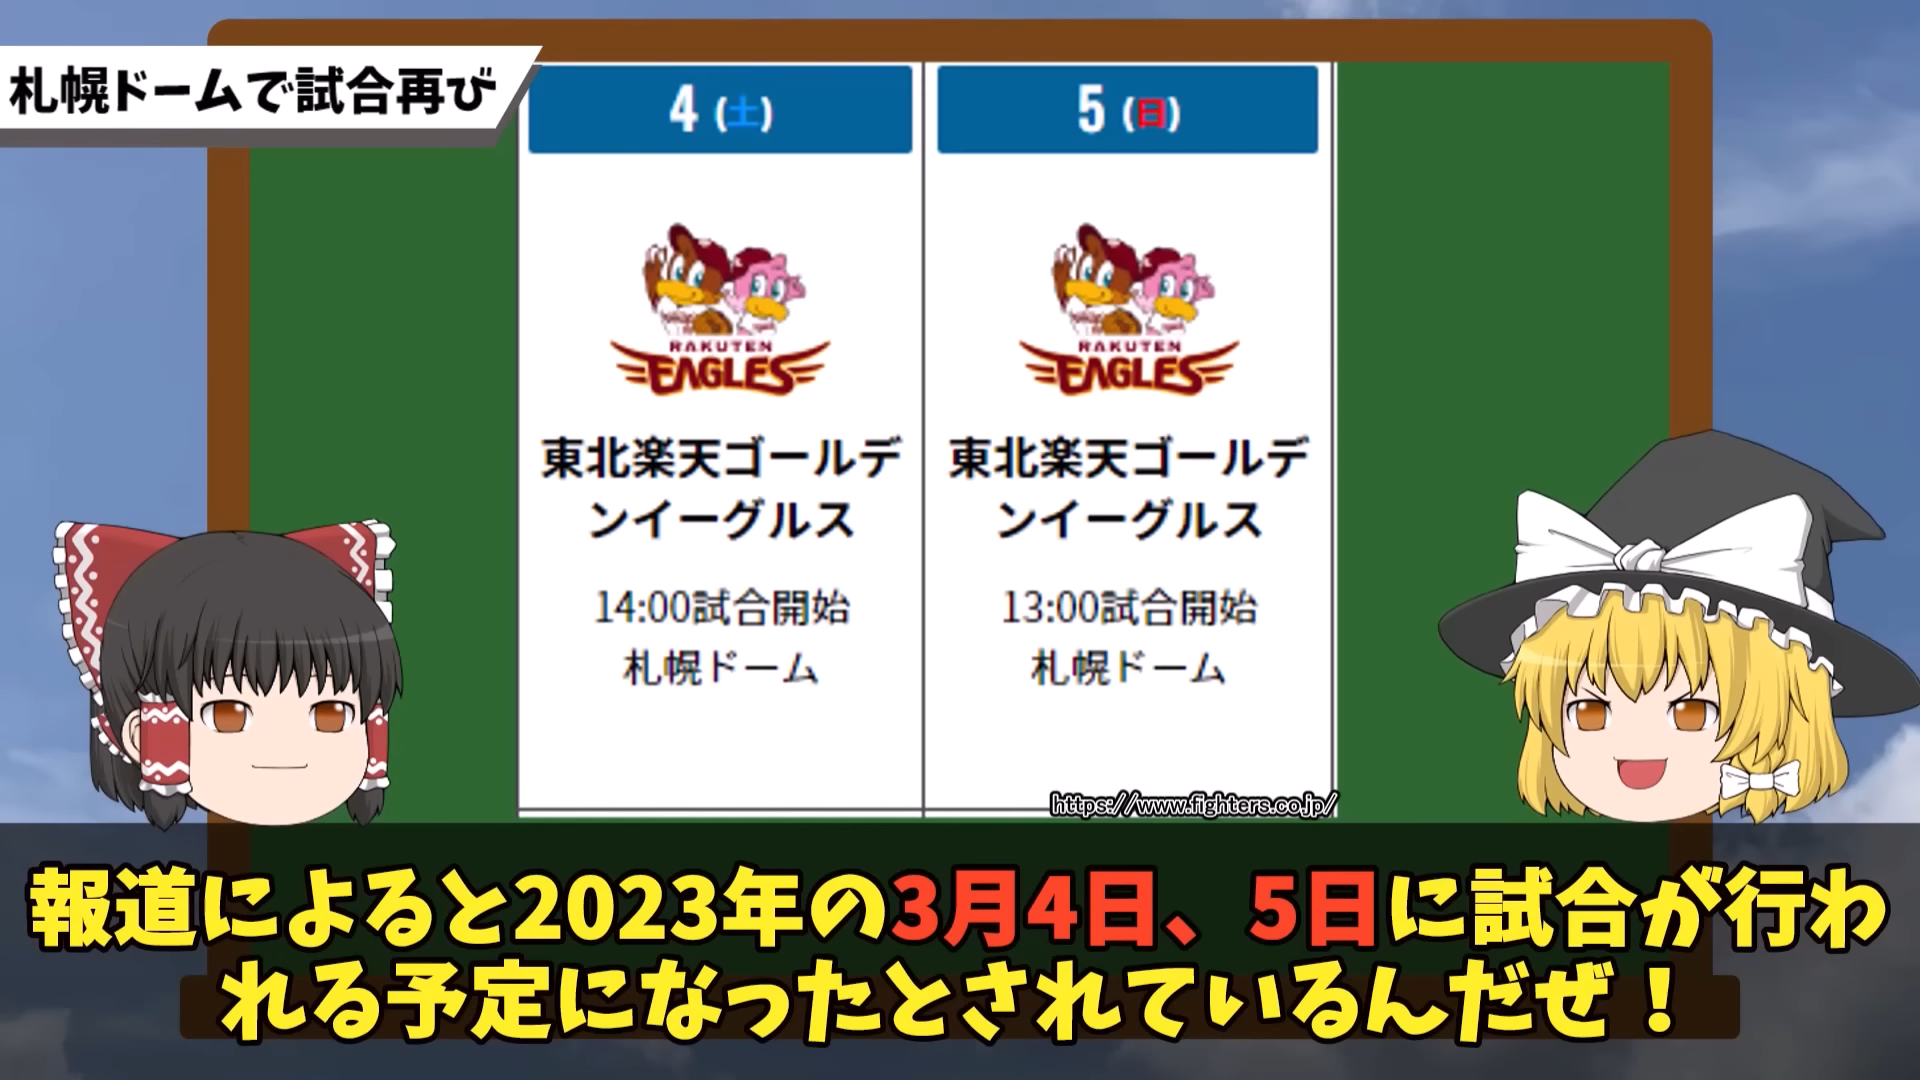 札幌ドームで試合再び
4 (土)
5 (日)
RAKUTEN
EAGLES
RAKUTEN
EAGLES
東北楽天ゴールデ
ンイーグルス
東北楽天ゴールデ
ンイーグルス
14:00試合開始
札幌ドーム
13:00試合開始
札幌ドーム
https://www.fighters.co.jp/
報道によると2023年の3月4日、5日に試合が行わ
れる予定になったとされているんだぜ！